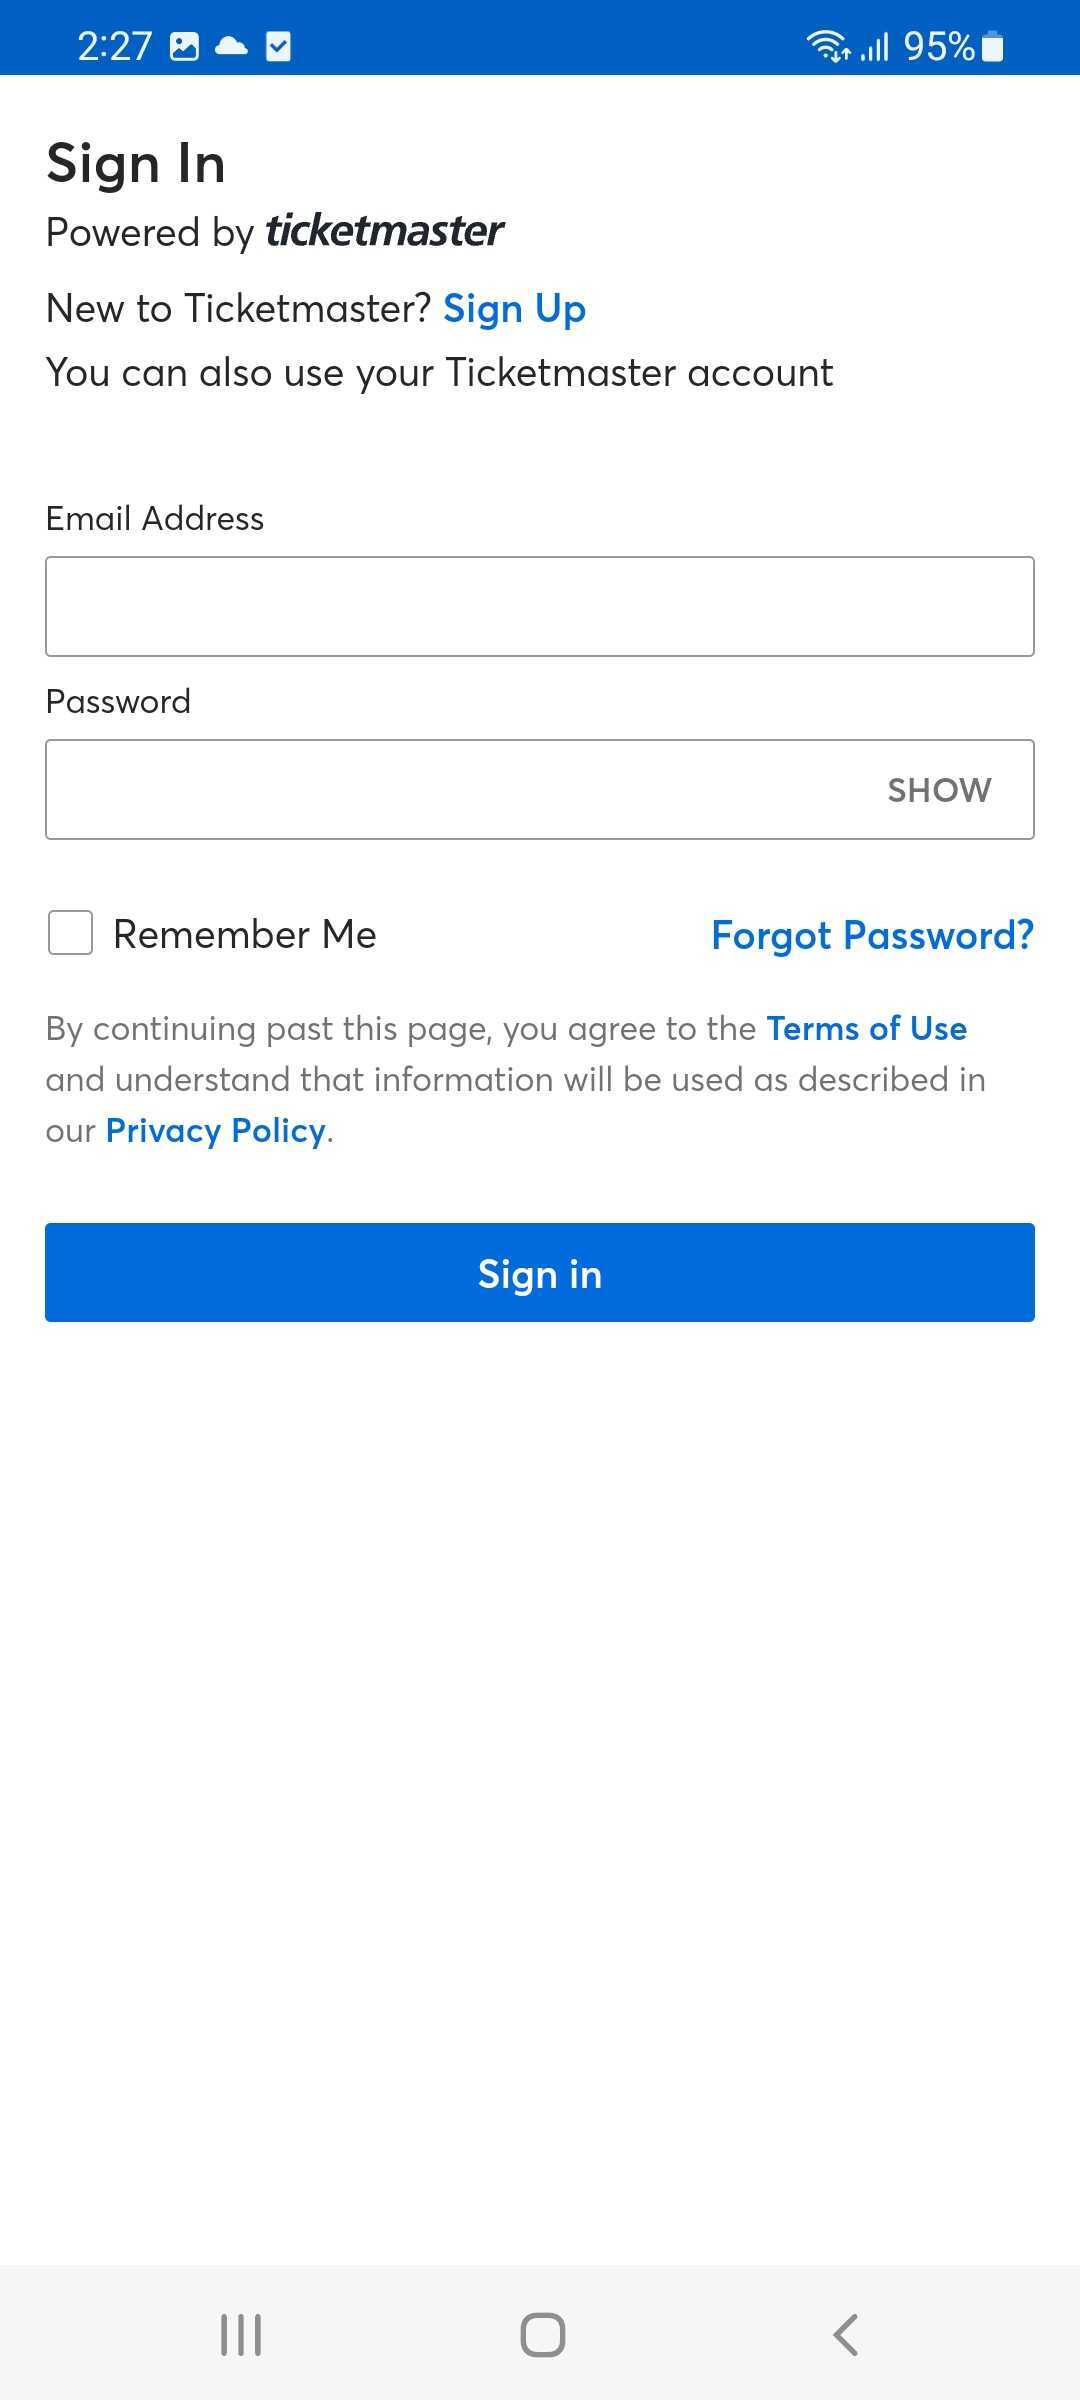 2:27 95%
Sign In
Powered by ticketmaster
New to Ticketmaster? Sign Up
You can also use your Ticketmaster account
Email Address
Password
SHOW
Remember Me Forgot Password?
By continuing past this page, you agree to the Terms of Use
and understand that information will be used as described in
our Privacy Policy.
Sign in